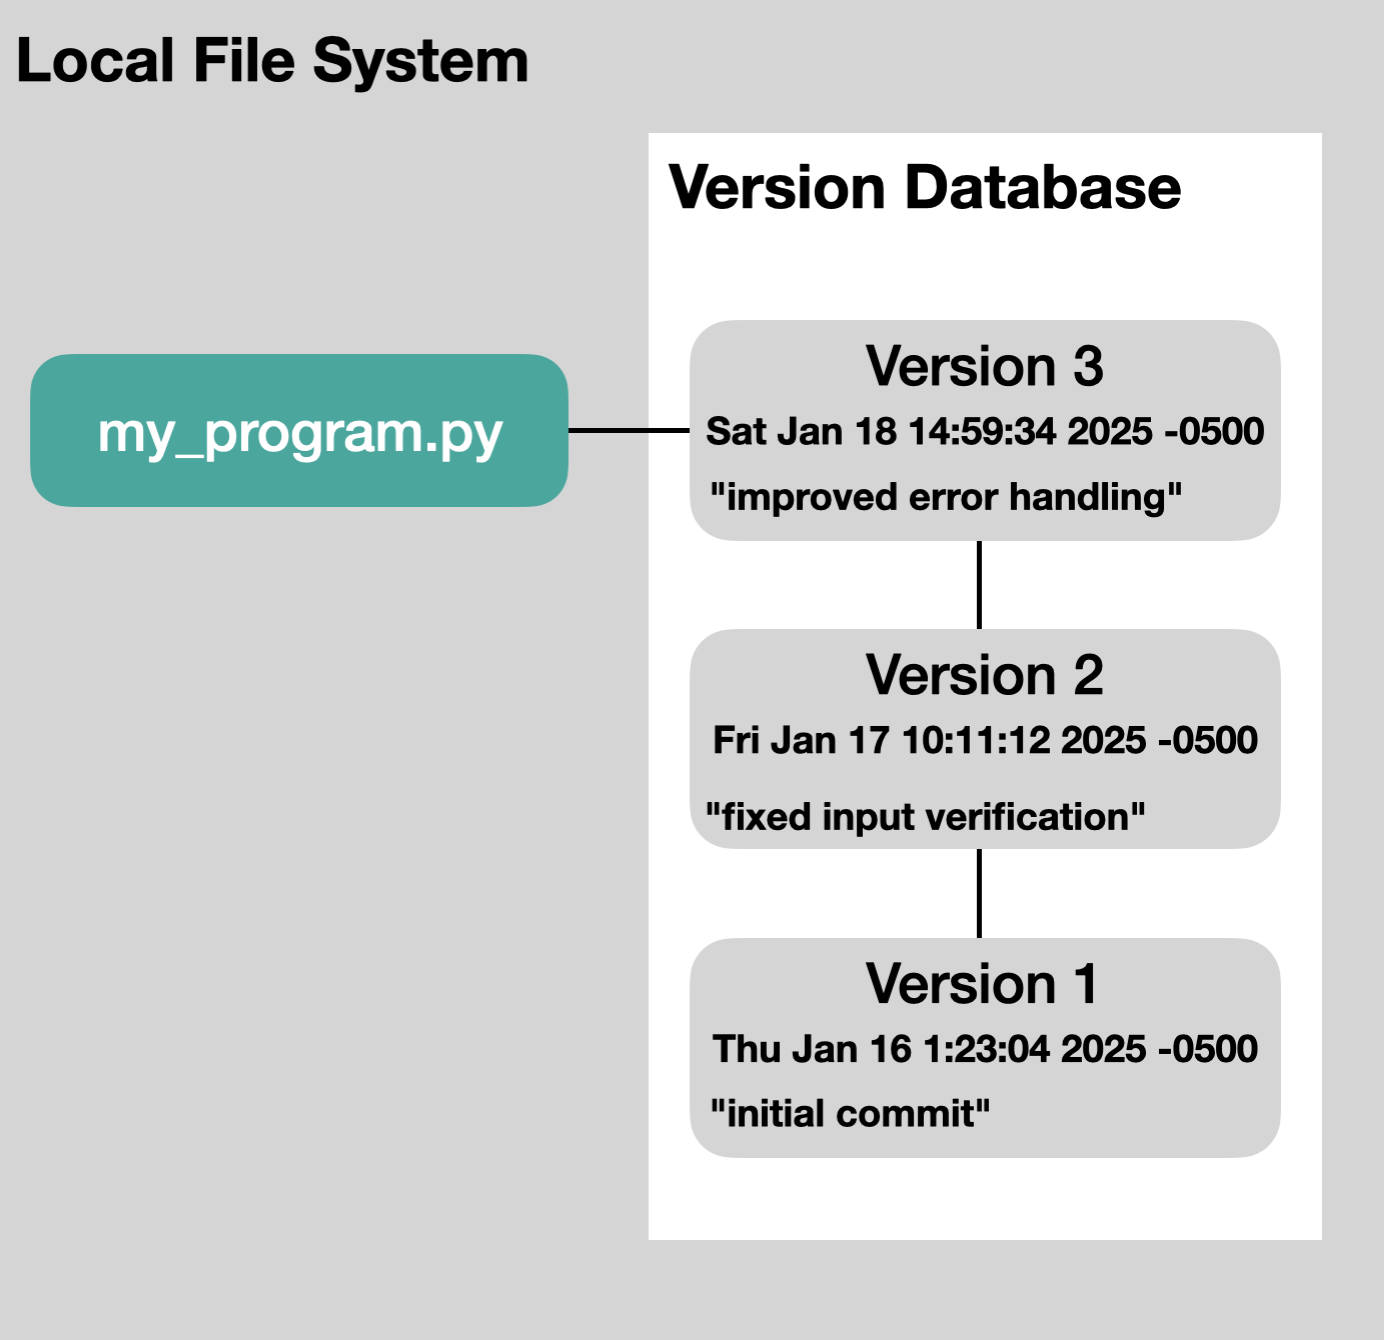 Local File System
Version Database
my_program.py
Version 3
Sat Jan 18 14:59:34 2025 -0500
"improved error handling"
Version 2
Fri Jan 17 10:11:12 2025 -0500
"fixed input verification"
Version 1
Thu Jan 16 1:23:04 2025 -0500
"initial commit"